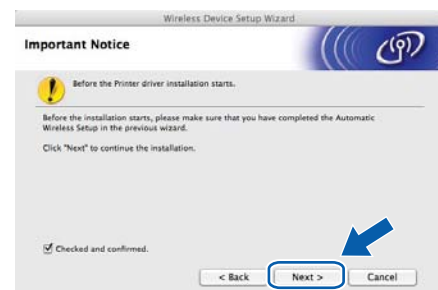 Wireless Device Setup Wizard
Important Notice
Before the Printer driver installation starts.
Before the installation starts, please make sure that you have completed the Automatic
Wireless Setup in the previous wizard.
Click "Next" to continue the installation.
Checked and confirmed.
< Back Next > Cancel